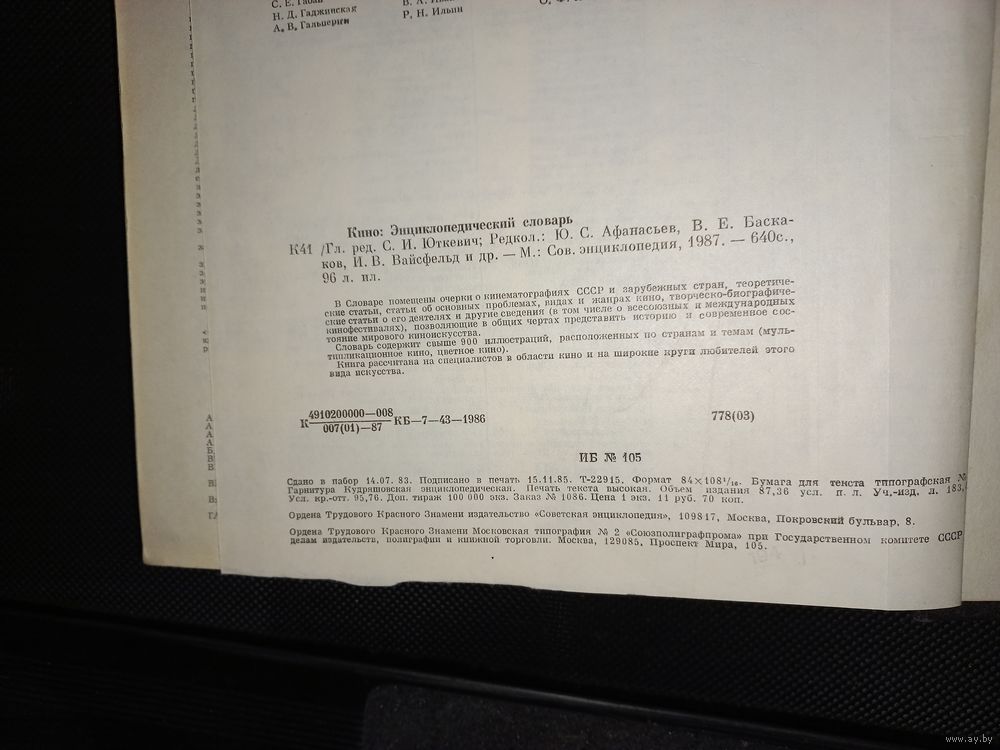 С. Е. Габай
Н. Д. Гаджинская
А. В. Гальперин
Р. Н. Ильин
Кино: Энциклопедический словарь
К41 /Гл. ред. С. И. Юткевич; Редкол.: Ю. С. Афанасьев, В. Е. Баска-
ков, И. В. Вайсфельд и др. — М.: Сов. энциклопедия, 1987. — 640с.,
96 л. ил.
В Словаре помещены очерки о кинематографиях СССР и зарубежных стран, теоретиче-
ские статьи, статьи об основных проблемах, видах и жанрах кино, творческо-биографиче-
ские статьи о его деятелях и другие сведения (в том числе о всесоюзных и международных
кинофестивалях), позволяющие в общих чертах представить историю и современное сос-
тояние мирового киноискусства.
Словарь содержит свыше 900 иллюстраций, расположенных по странам и темам (муль-
типликационное кино, цветное кино).
Книга рассчитана на специалистов в области кино и на широкие круги любителей этого
вида искусства.
К 4910200000—008
007(01)—87 КБ—7—43—1986
778(03)
ИБ № 105
Сдано в набор 14.07. 83. Подписано в печать 15.11.85. Т-22915. Формат 84×108¹/₁₆. Бумага для текста типографская №
Гарнитура Кудряшовская энциклопедическая. Печать текста высокая. Объем издания 87,36 усл. п. л. Уч.-изд. л. 183,
Усл. кр.-отт. 95,76. Доп. тираж 100 000 экз. Заказ № 1086. Цена 1 экз. 11 руб. 70 коп.
Ордена Трудового Красного Знамени издательство «Советская энциклопедия», 109817, Москва, Покровский бульвар, 8.
Ордена Трудового Красного Знамени Московская типография № 2 «Союзполиграфпрома» при Государственном комитете СССР
делам издательств, полиграфии и книжной торговли. Москва, 129085, Проспект Мира, 105.
www.ay.by